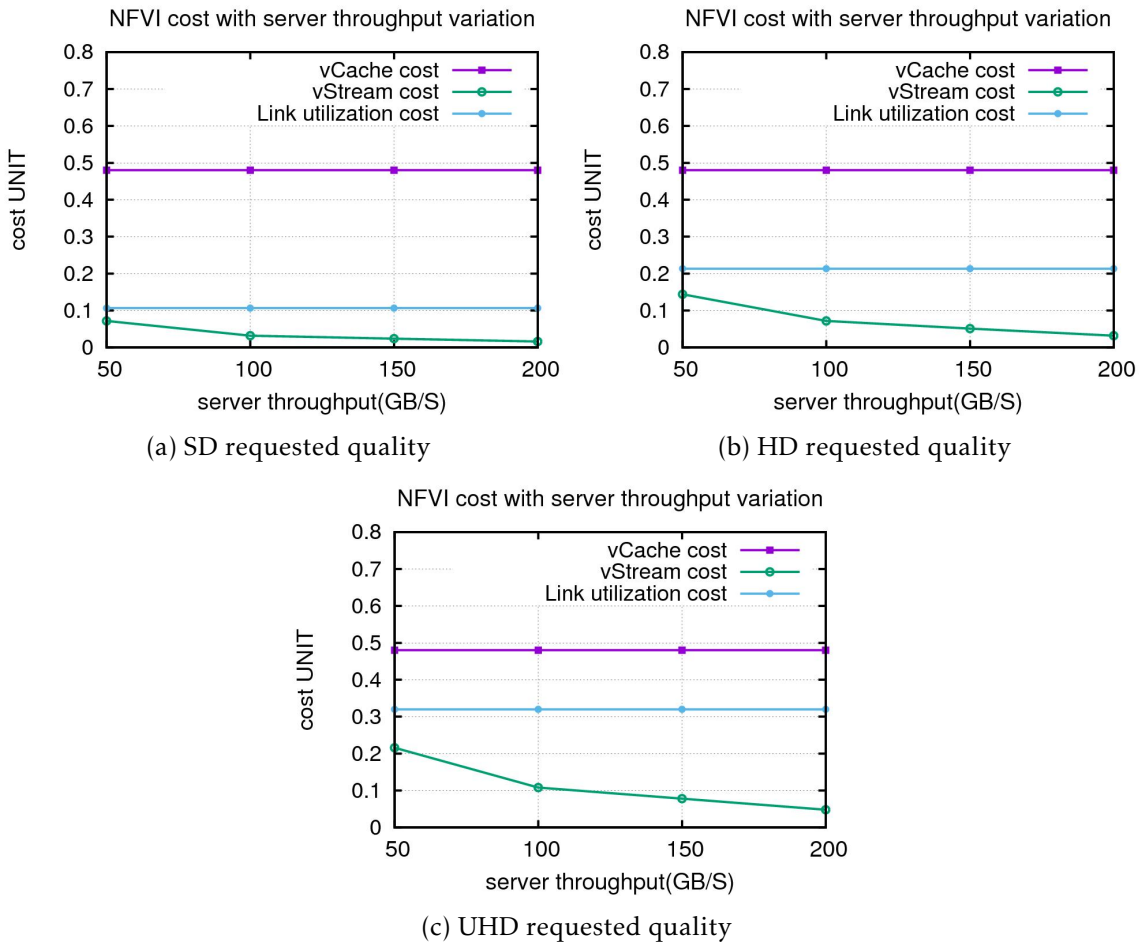 NFVI cost with server throughput variation
0.8
0.7
0.6
0.5
0.4
0.3
0.2
0.1
0
cost UNIT
vCache cost
vStream cost
Link utilization cost
50 100 150 200
server throughput(GB/S)
(a) SD requested quality
NFVI cost with server throughput variation
0.8
0.7
0.6
0.5
0.4
0.3
0.2
0.1
0
cost UNIT
vCache cost
vStream cost
Link utilization cost
50 100 150 200
server throughput(GB/S)
(b) HD requested quality
NFVI cost with server throughput variation
0.8
0.7
0.6
0.5
0.4
0.3
0.2
0.1
0
cost UNIT
vCache cost
vStream cost
Link utilization cost
50 100 150 200
server throughput(GB/S)
(c) UHD requested quality